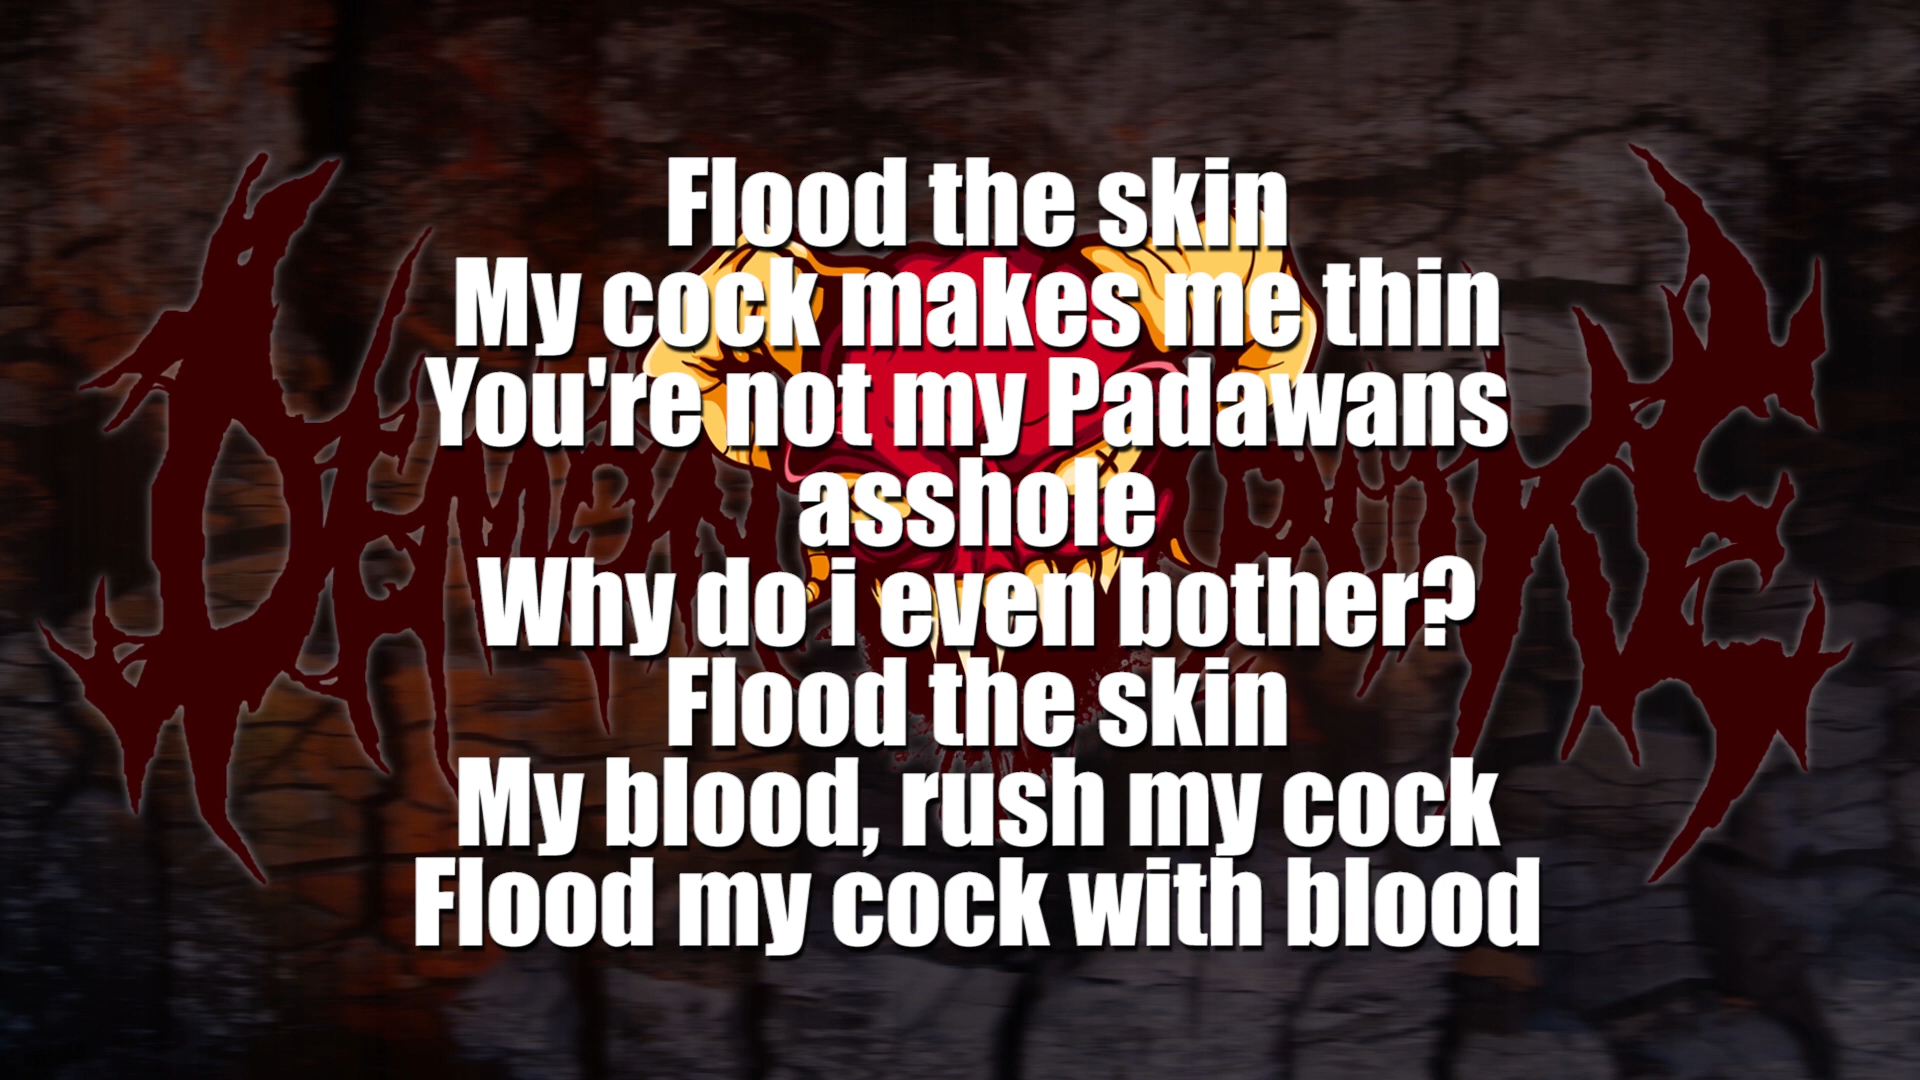 Flood the skin
My cock makes me thin
You're not my Padawans
asshole
Why do i even bother?
Flood the skin
My blood, rush my cock
Flood my cock with blood